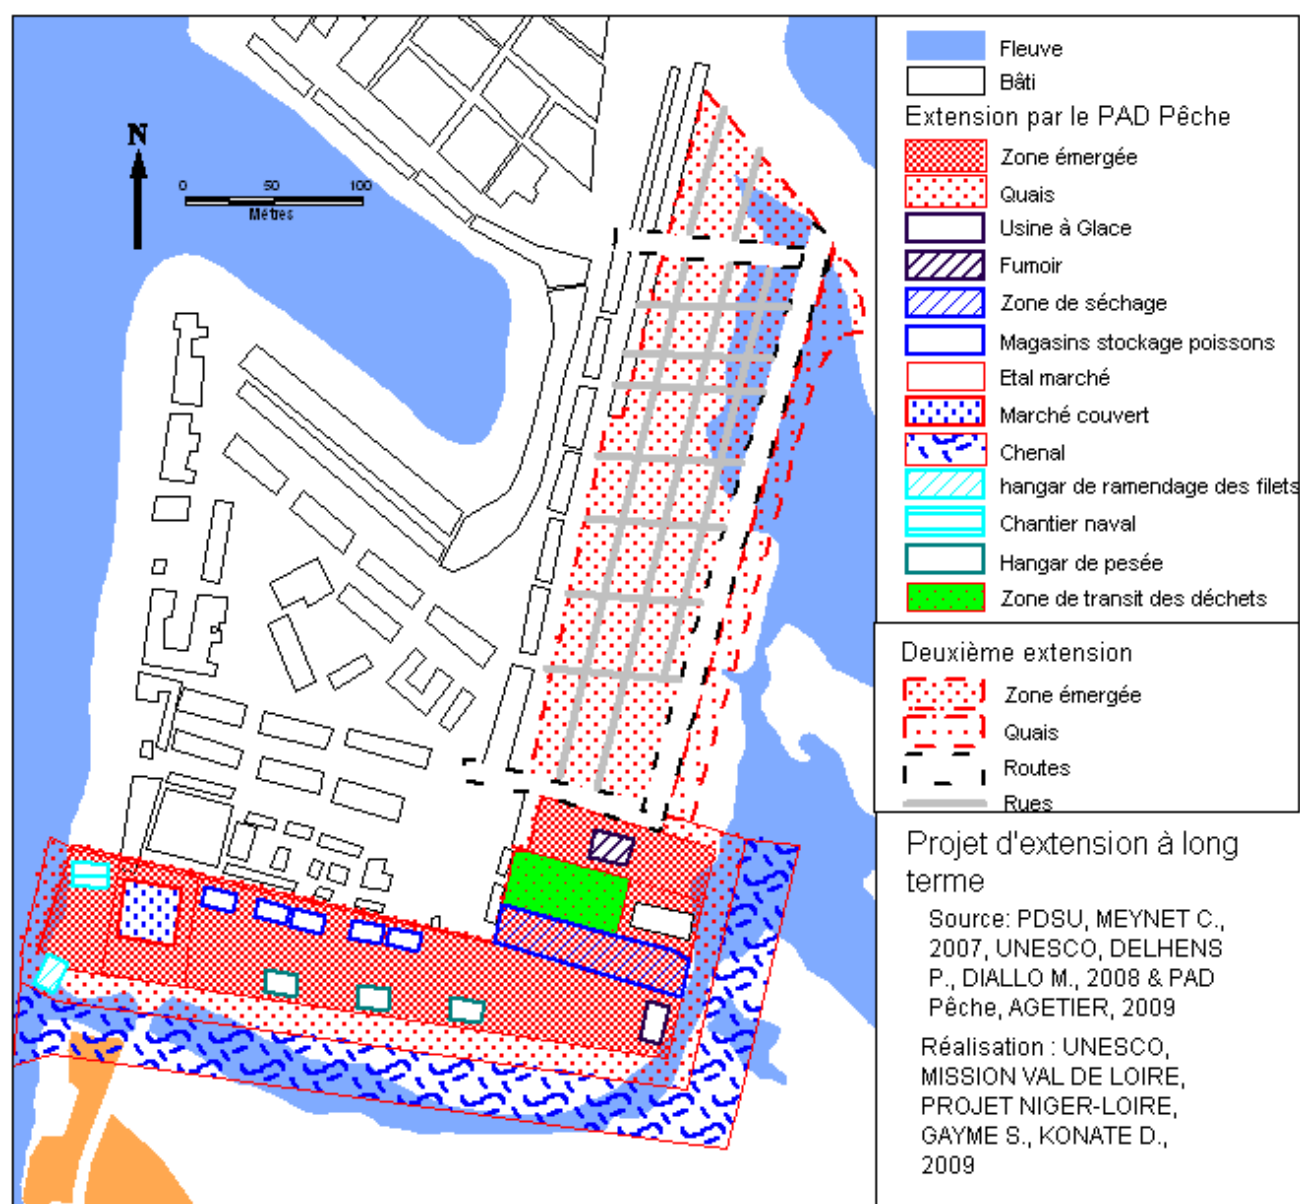 N
0 50 100
Mètres
Fleuve
Bâti
Extension par le PAD Pêche
Zone émergée
Quais
Usine à Glace
Fumoir
Zone de séchage
Magasins stockage poissons
Etal marché
Marché couvert
Chenal
hangar de ramendage des filets
Chantier naval
Hangar de pesée
Zone de transit des déchets
Deuxième extension
Zone émergée
Quais
Routes
Rues
Projet d'extension à long
terme
Source: PDSU, MEYNET C.,
2007, UNESCO, DELHENS
P., DIALLO M., 2008 & PAD
Pêche, AGETIER, 2009
Réalisation : UNESCO,
MISSION VAL DE LOIRE,
PROJET NIGER-LOIRE,
GAYME S., KONATE D.,
2009